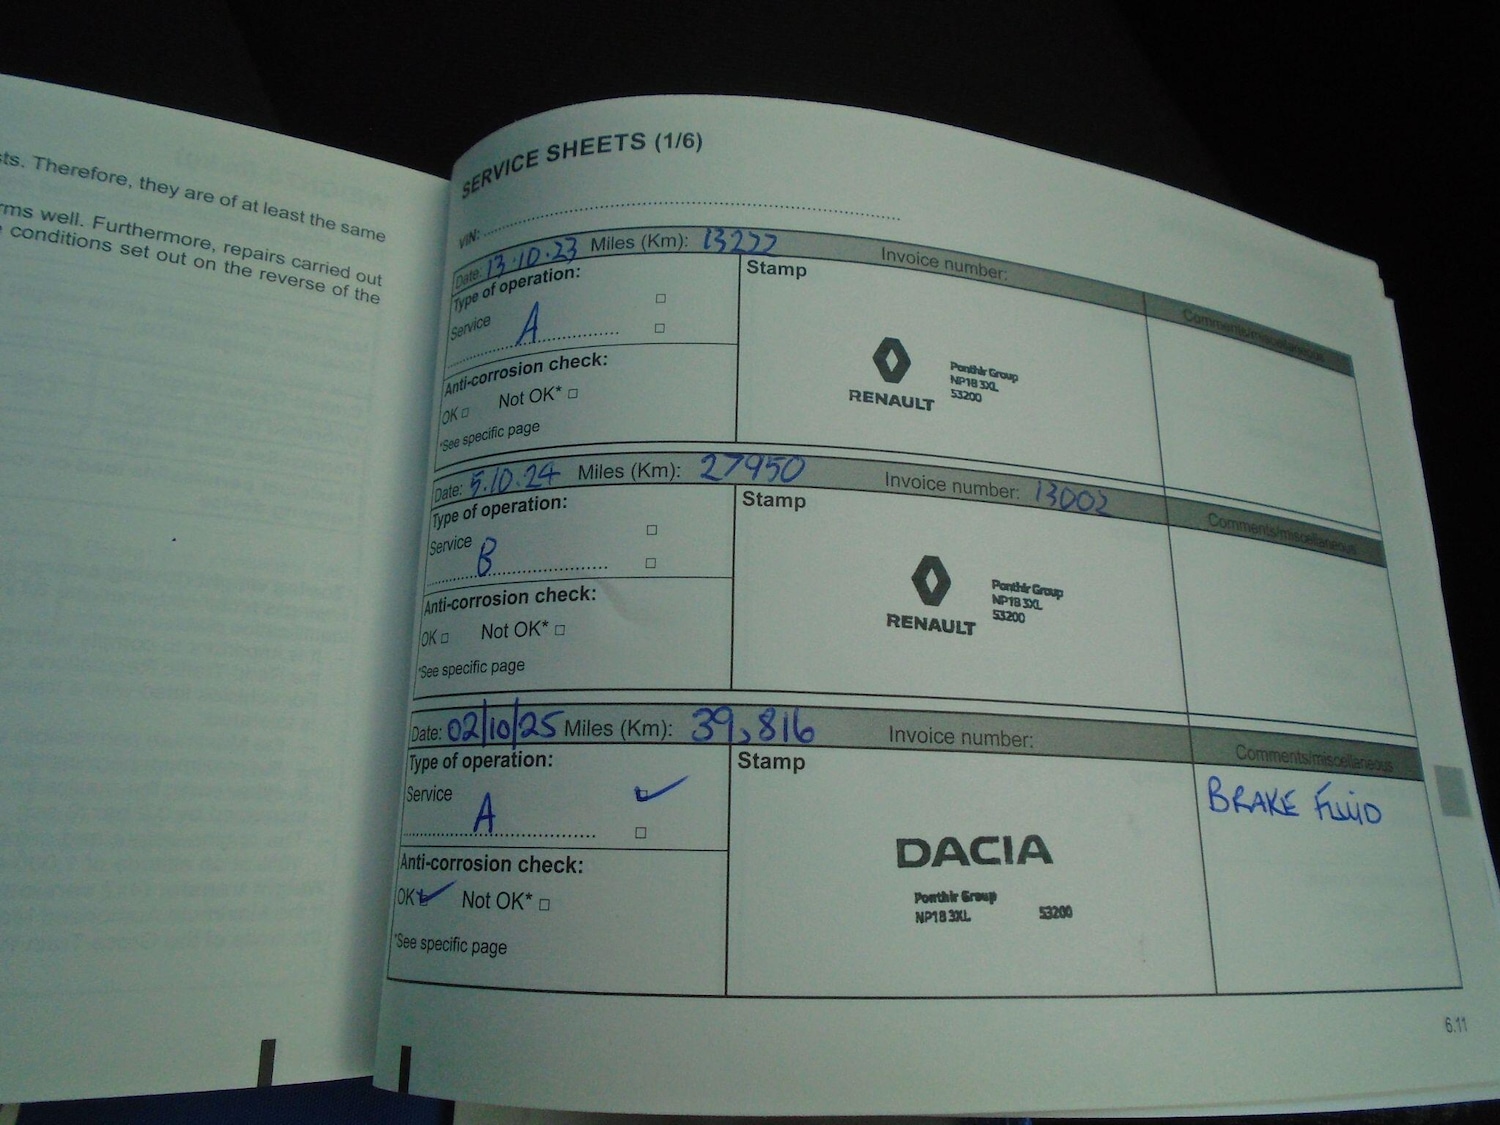 sts. Therefore, they are of at least the same
rms well. Furthermore, repairs carried out
conditions set out on the reverse of the
SERVICE SHEETS (1/6)
VIN:
Date: 13.10.23 Miles (Km): 13222 Invoice number:
Comments/miscellaneous
Type of operation:
Stamp
Service
A
Anti-corrosion check:
OK □ Not OK* □
*See specific page
RENAULT
Ponthir Group
NP18 3XL
53200
Date: 5.10.24 Miles (Km): 27950 Invoice number: 13002
Comments/miscellaneous
Type of operation:
Stamp
Service
B
Anti-corrosion check:
OK □ Not OK* □
*See specific page
RENAULT
Ponthir Group
NP18 3XL
53200
Date: 02/10/25 Miles (Km): 39,816 Invoice number:
Comments/miscellaneous
Type of operation:
Stamp
Service ✓
A
Anti-corrosion check:
OK ✓ Not OK* □
*See specific page
DACIA
Ponthir Group
NP18 3XL 53200
BRAKE FLUID
6.11